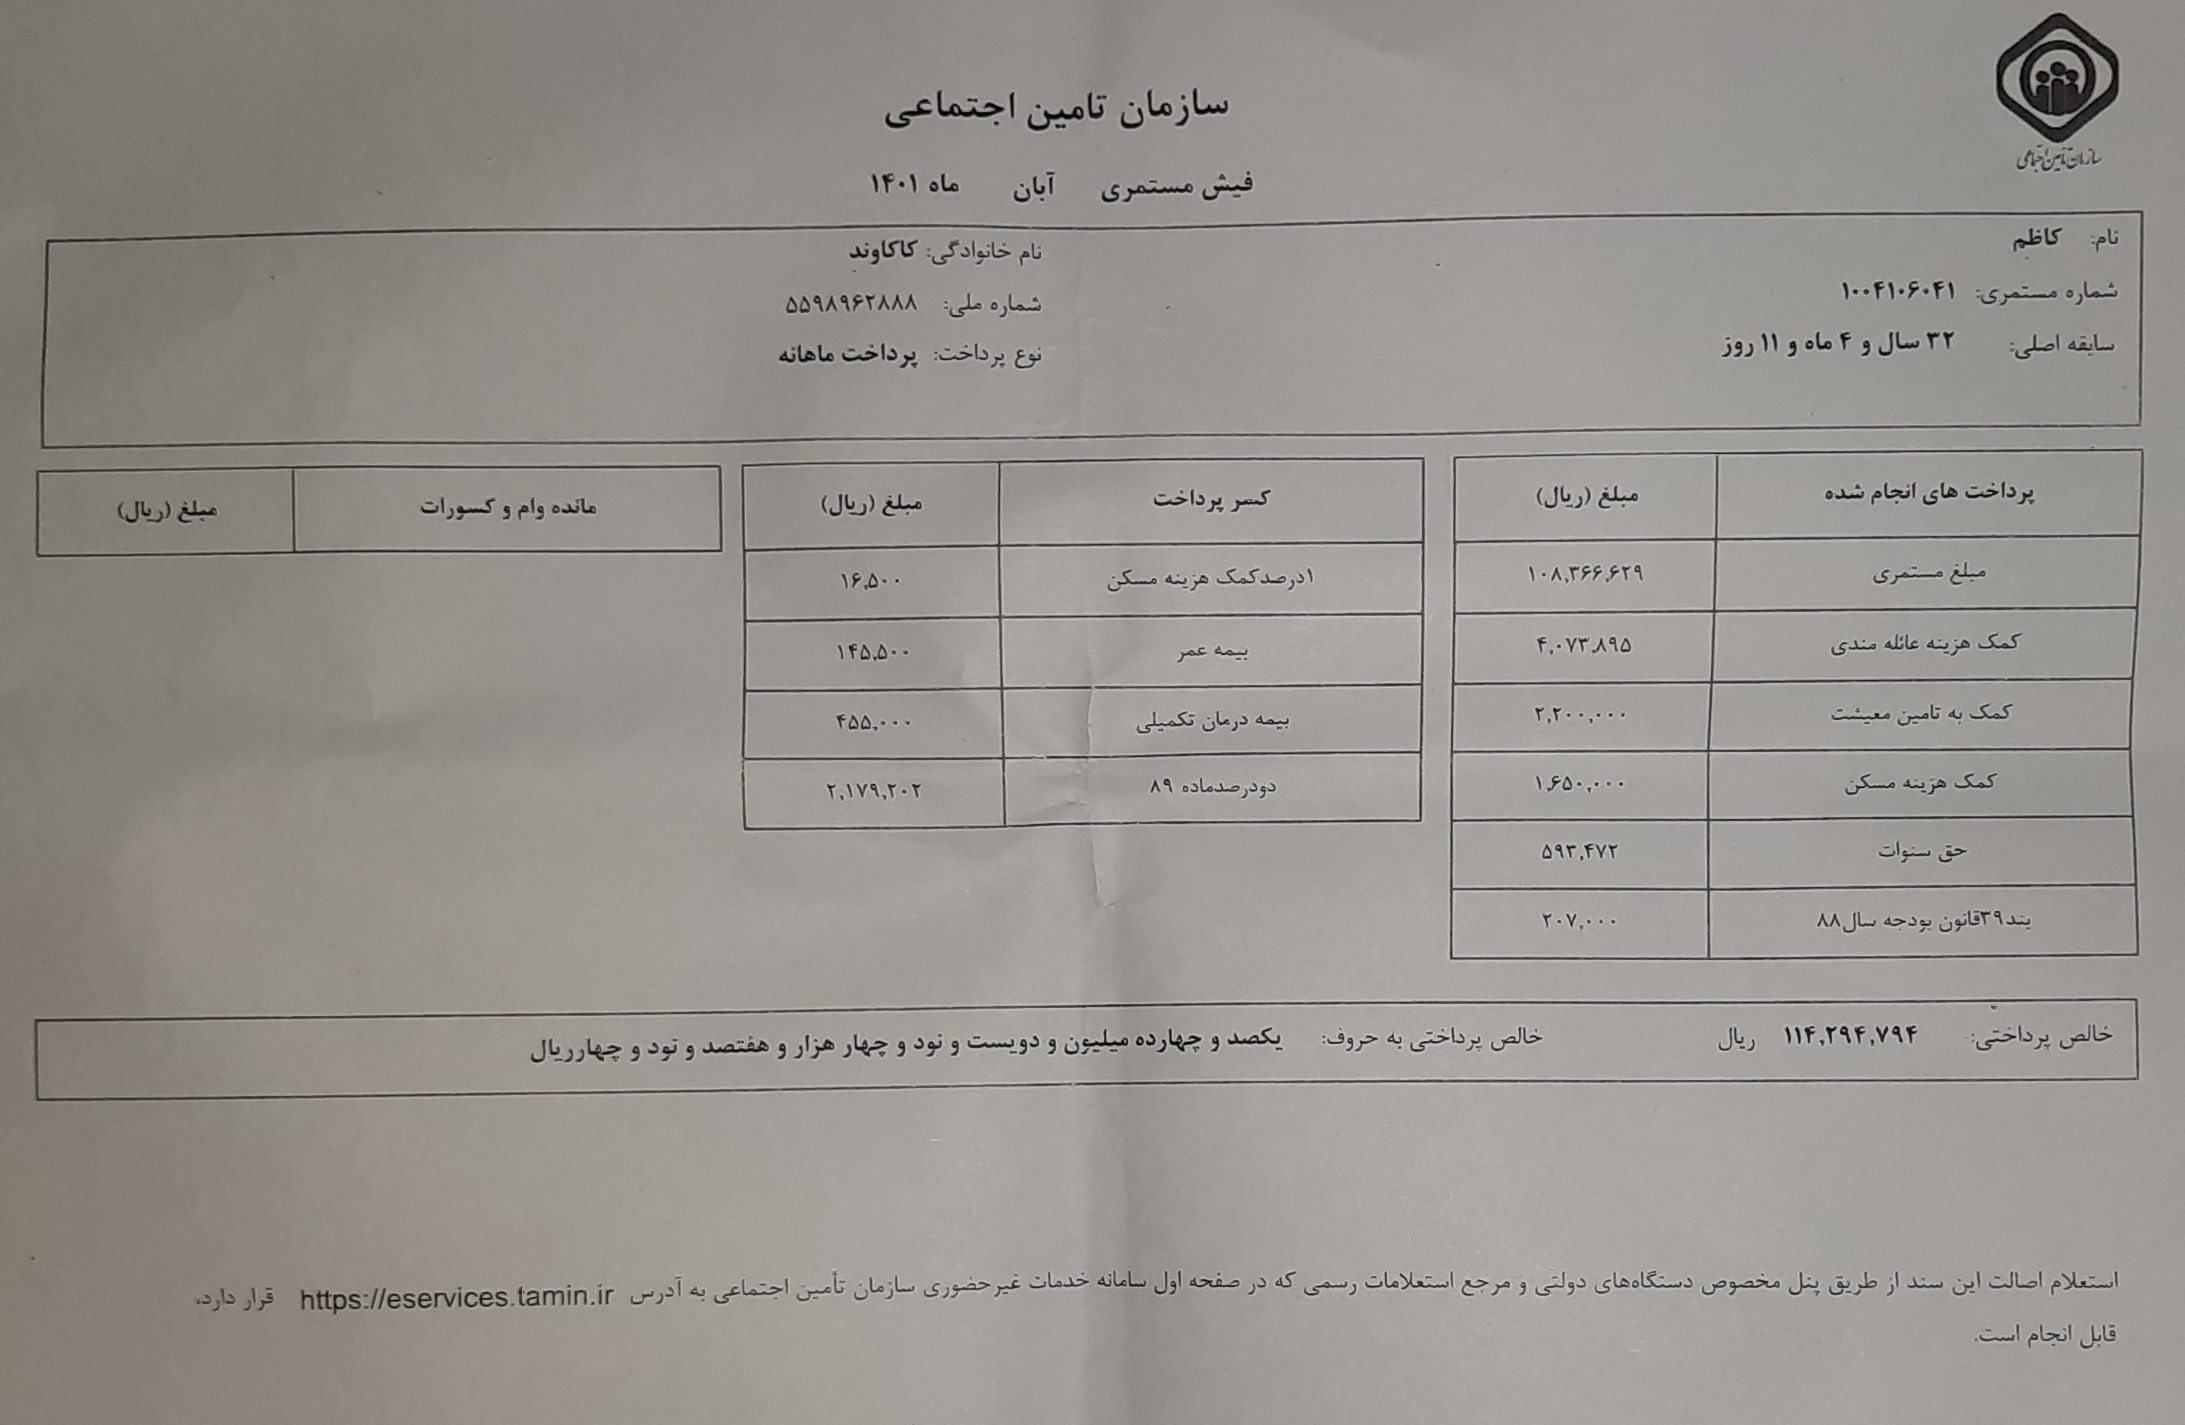 سازمان تامین اجتماعی
سازمان تأمین اجتماعی
فیش مستمری آبان ماه ۱۴۰۱
نام: کاظم نام خانوادگی: کاکاوند
شماره مستمری: ۱۰۰۴۱۰۶۰۴۱ شماره ملی: ۵۵۹۸۹۶۲۸۸۸
سابقه اصلی: ۳۲ سال و ۴ ماه و ۱۱ روز نوع پرداخت: پرداخت ماهانه
پرداخت های انجام شده مبلغ (ریال)
مبلغ مستمری ۱۰۸,۳۶۶,۶۲۹
کمک هزینه عائله مندی ۴,۰۷۳,۸۹۵
کمک به تامین معیشت ۲,۲۰۰,۰۰۰
کمک هزینه مسکن ۱,۶۵۰,۰۰۰
حق سنوات ۵۹۳,۴۷۲
بند۳۹قانون بودجه سال۸۸ ۲۰۷,۰۰۰
کسر پرداخت مبلغ (ریال)
۱درصدکمک هزینه مسکن ۱۶,۵۰۰
بیمه عمر ۱۴۵,۵۰۰
بیمه درمان تکمیلی ۴۵۵,۰۰۰
دودرصدماده ۸۹ ۲,۱۷۹,۲۰۲
مانده وام و کسورات مبلغ (ریال)
خالص پرداختی: ۱۱۴,۲۹۴,۷۹۴ ریال خالص پرداختی به حروف: یکصد و چهارده میلیون و دویست و نود و چهار هزار و هفتصد و نود و چهارریال
استعلام اصالت این سند از طریق پنل مخصوص دستگاه‌های دولتی و مرجع استعلامات رسمی که در صفحه اول سامانه خدمات غیرحضوری سازمان تأمین اجتماعی به آدرس https://eservices.tamin.ir قرار دارد،
قابل انجام است.